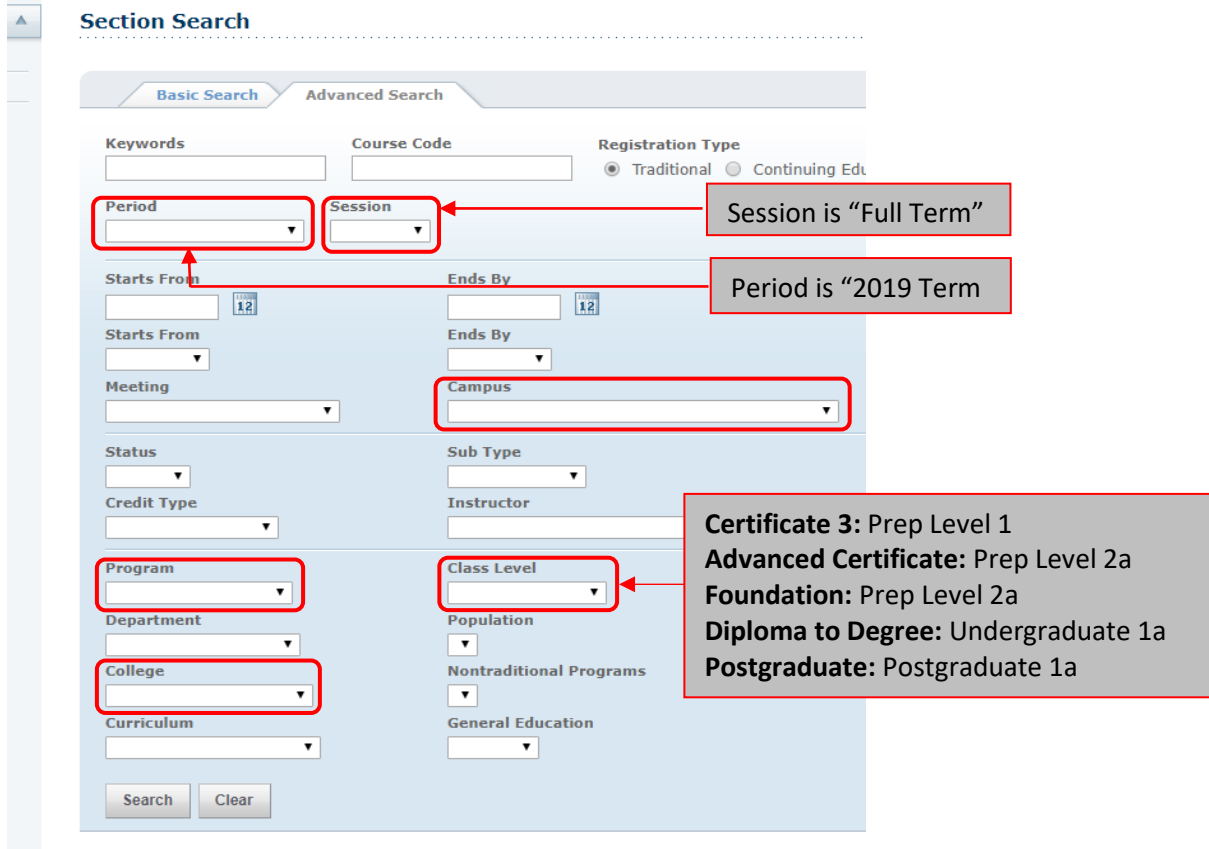 Section Search
Basic Search Advanced Search
Keywords Course Code Registration Type
Traditional Continuing Edu
Period Session
Session is “Full Term”
Starts From Ends By
Period is “2019 Term
12 12
Starts From Ends By
Meeting Campus
Status Sub Type
Credit Type Instructor
Certificate 3: Prep Level 1
Advanced Certificate: Prep Level 2a
Foundation: Prep Level 2a
Diploma to Degree: Undergraduate 1a
Postgraduate: Postgraduate 1a
Program Class Level
Department Population
College Nontraditional Programs
Curriculum General Education
Search Clear